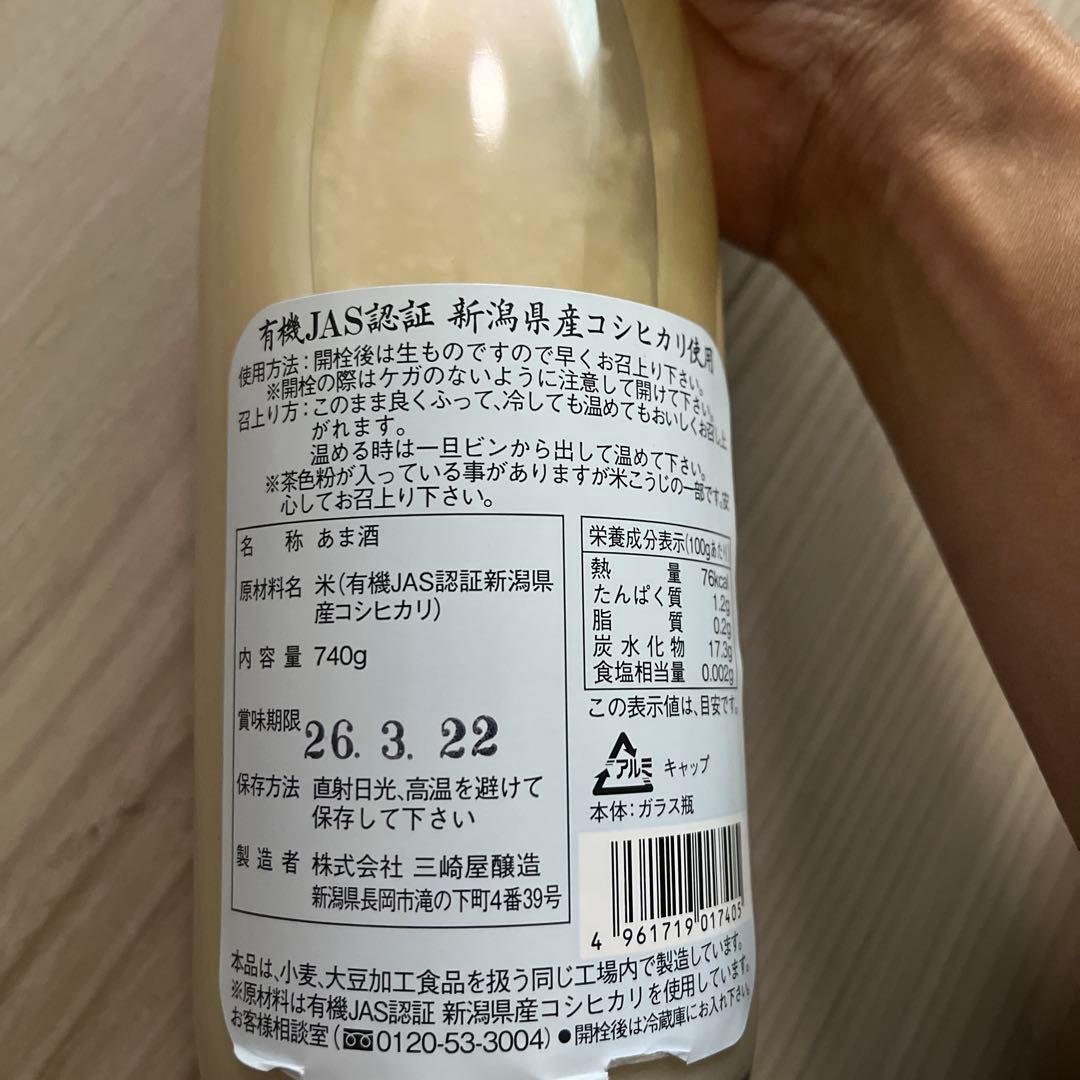 有機JAS認証 新潟県産コシヒカリ使用
使用方法：開栓後は生ものですので早くお召上り下さい。
※開栓の際はケガのないように注意して開けて下さい。
召上り方：このまま良くふって、冷しても温めてもおいしくお召し上
がれます。
温める時は一旦ビンから出して温めて下さい。
※茶色粉が入っている事がありますが米こうじの一部です。安
心してお召上り下さい。
名称 あま酒
原材料名 米（有機JAS認証新潟県
産コシヒカリ）
内容量 740g
賞味期限 26. 3. 22
保存方法 直射日光、高温を避けて
保存して下さい
製造者 株式会社 三崎屋醸造
新潟県長岡市滝の下町4番39号
栄養成分表示(100gあたり)
熱量 76kcal
たんぱく質 1.2g
脂質 0.2g
炭水化物 17.3g
食塩相当量 0.002g
この表示値は、目安です。
アルミ キャップ
本体：ガラス瓶
4 961719 017405
本品は、小麦、大豆加工食品を扱う同じ工場内で製造しています。
※原材料は有機JAS認証 新潟県産コシヒカリを使用しています。
お客様相談室（0120-53-3004）●開栓後は冷蔵庫にお入れ下さい。